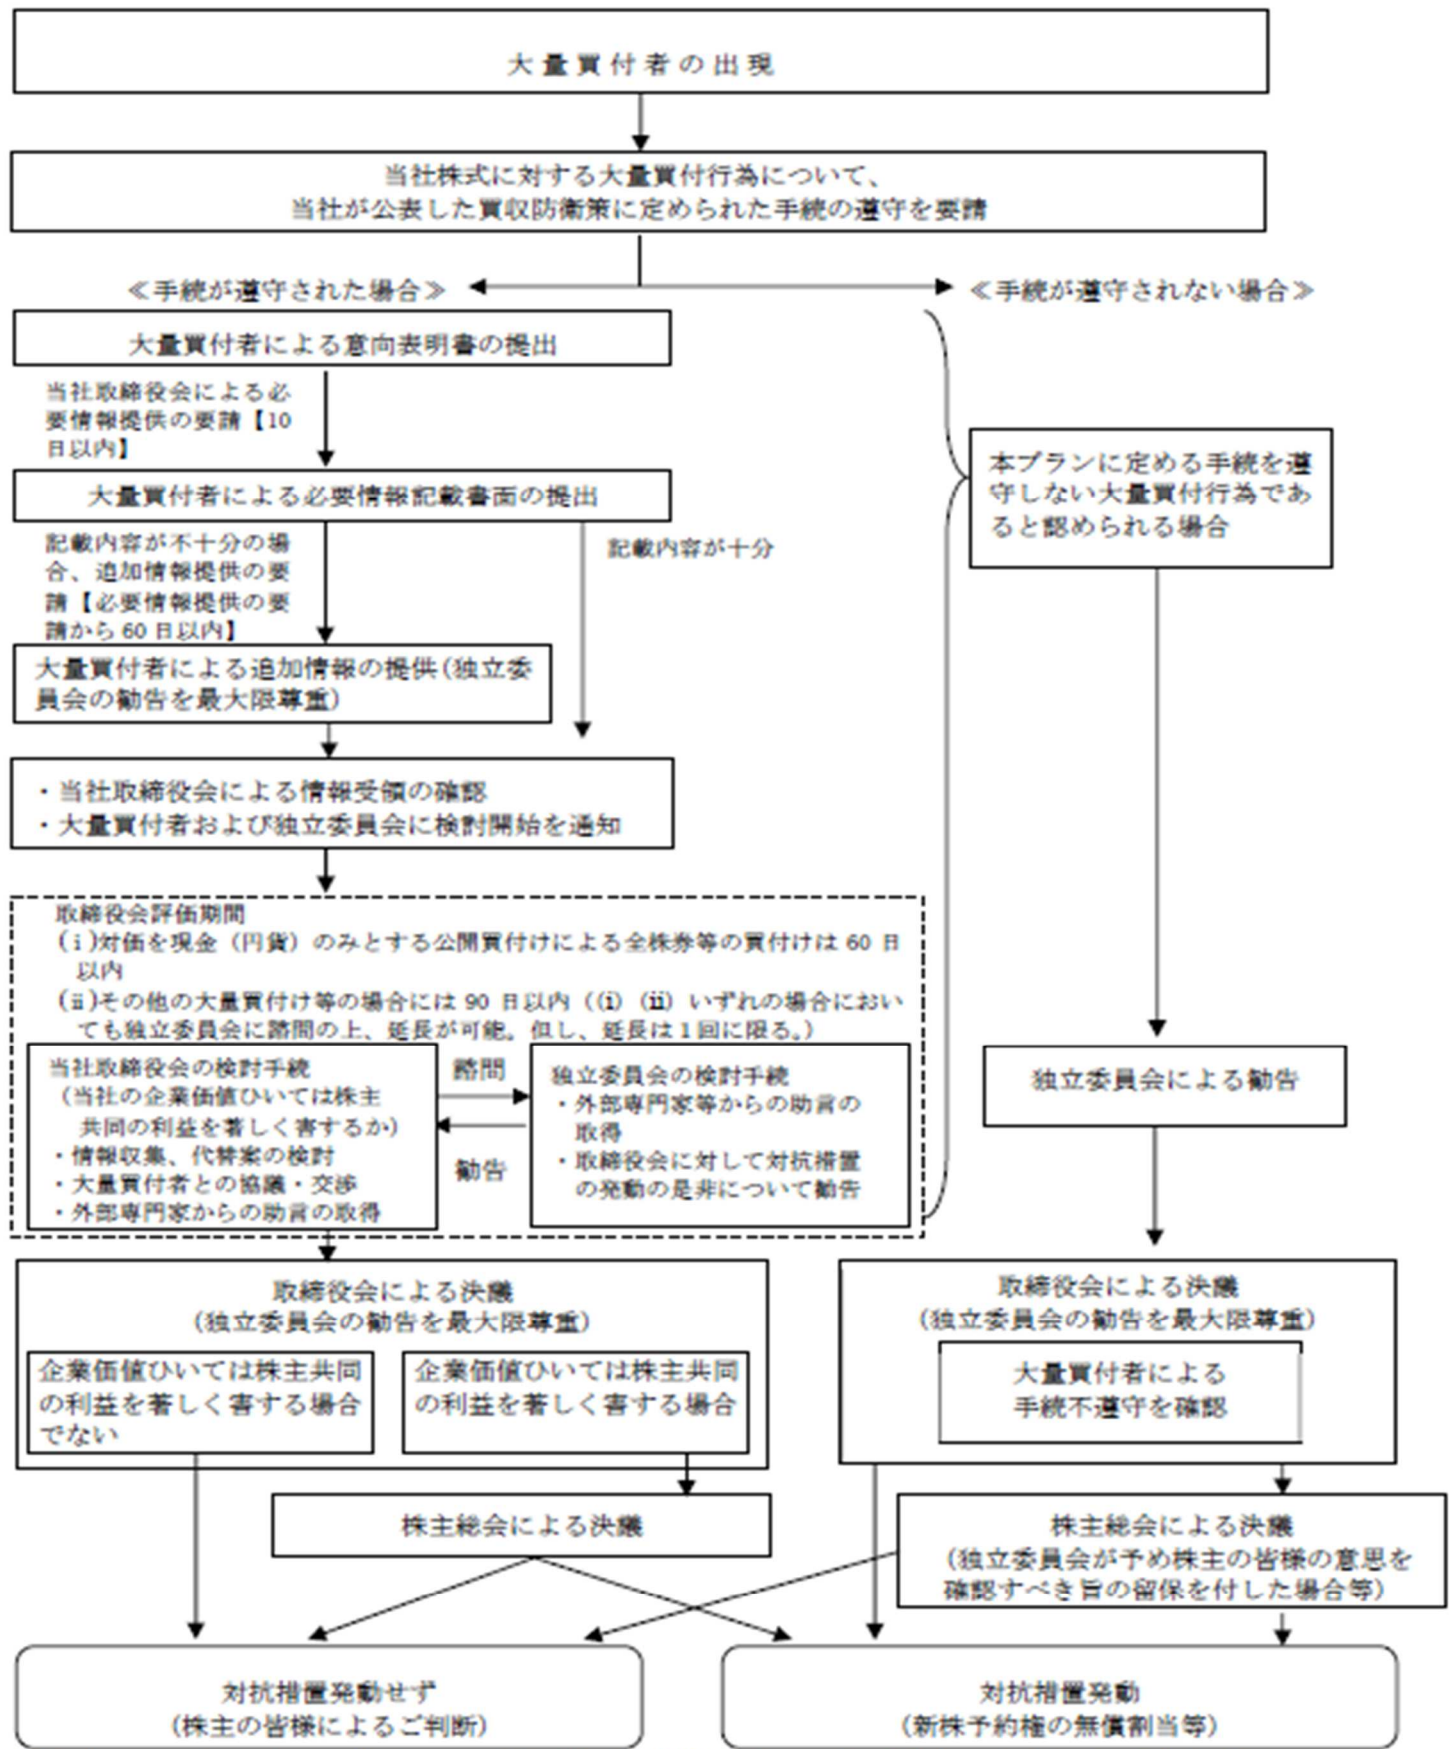 大量買付者の出現
当社株式に対する大量買付行為について、
当社が公表した買収防衛策に定められた手続の遵守を要請
≪手続が遵守された場合≫
≪手続が遵守されない場合≫
大量買付者による意向表明書の提出
当社取締役会による必
要情報提供の要請【10
日以内】
大量買付者による必要情報記載書面の提出
記載内容が不十分の場
合、追加情報提供の要
請【必要情報提供の要
請から 60 日以内】
記載内容が十分
大量買付者による追加情報の提供(独立委
員会の勧告を最大限尊重)
・当社取締役会による情報受領の確認
・大量買付者および独立委員会に検討開始を通知
本プランに定める手続を遵
守しない大量買付行為であ
ると認められる場合
取締役会評価期間
(ⅰ)対価を現金（円貨）のみとする公開買付けによる全株券等の買付けは 60 日
以内
(ⅱ)その他の大量買付け等の場合には 90 日以内（(ⅰ)（ⅱ）いずれの場合におい
ても独立委員会に諮問の上、延長が可能。但し、延長は１回に限る。）
当社取締役会の検討手続
（当社の企業価値ひいては株主
共同の利益を著しく害するか）
・情報収集、代替案の検討
・大量買付者との協議・交渉
・外部専門家からの助言の取得
諮問
勧告
独立委員会の検討手続
・外部専門家等からの助言の
取得
・取締役会に対して対抗措置
の発動の是非について勧告
独立委員会による勧告
取締役会による決議
(独立委員会の勧告を最大限尊重)
企業価値ひいては株主共同
の利益を著しく害する場合
でない
企業価値ひいては株主共同
の利益を著しく害する場合
取締役会による決議
(独立委員会の勧告を最大限尊重)
大量買付者による
手続不遵守を確認
株主総会による決議
株主総会による決議
（独立委員会が予め株主の皆様の意思を
確認すべき旨の留保を付した場合等）
対抗措置発動せず
(株主の皆様によるご判断)
対抗措置発動
(新株予約権の無償割当等)